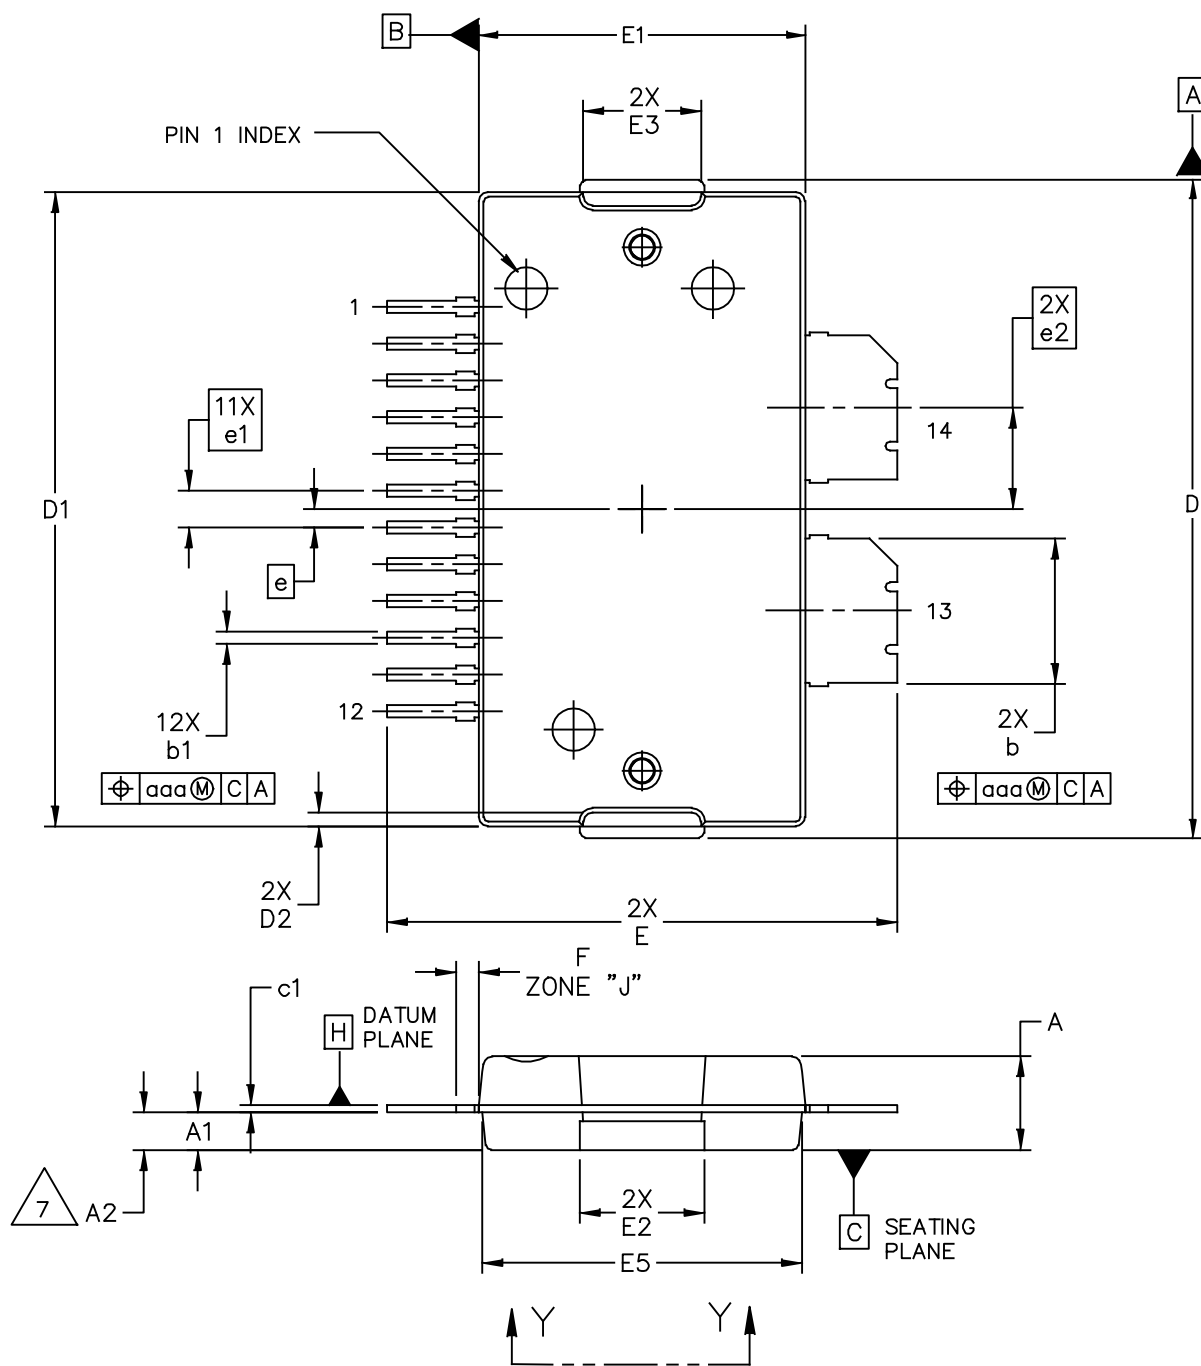 B
E1
2X
E3
A
PIN 1 INDEX
1
2X
e2
11X
e1
14
D1
D
e
13
12X
b1
12
2X
b
aaa Ⓜ C A
aaa Ⓜ C A
2X
D2
2X
E
F
ZONE "J"
c1
H
DATUM
PLANE
A
A1
7
A2
2X
E2
C
SEATING
PLANE
E5
Y
Y